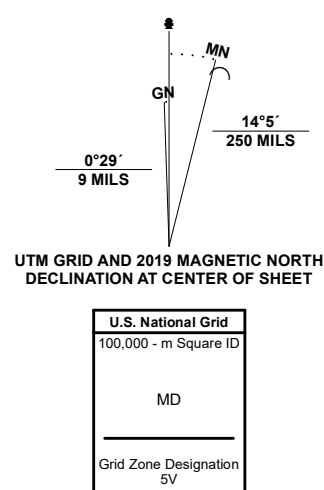 MN
GN
14°5´
250 MILS
0°29´
9 MILS
UTM GRID AND 2019 MAGNETIC NORTH
DECLINATION AT CENTER OF SHEET
U.S. National Grid
100,000 - m Square ID
MD
Grid Zone Designation
5V